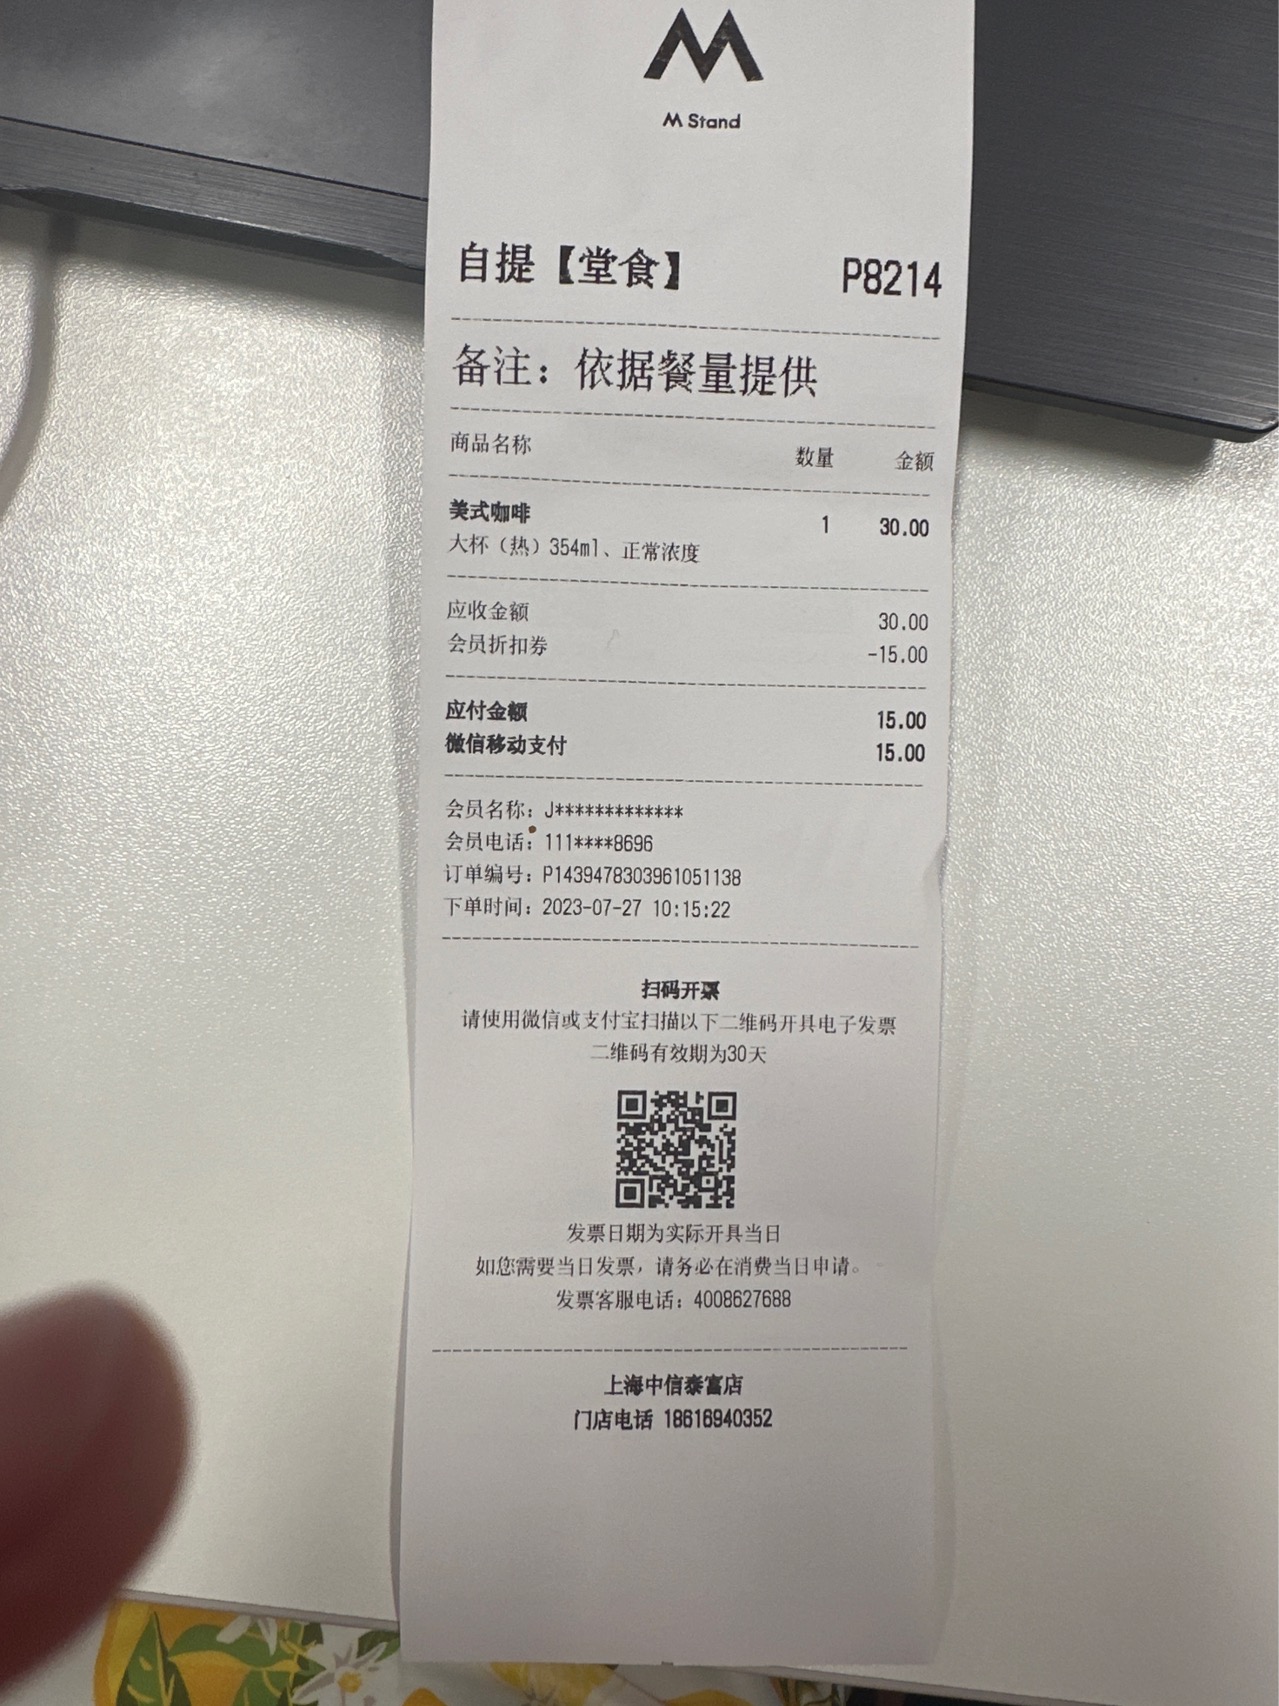 M Stand
自提【堂食】 P8214
备注：依据餐量提供
商品名称 数量 金额
美式咖啡 1 30.00
大杯（热）354ml、正常浓度
应收金额 30.00
会员折扣券 -15.00
应付金额 15.00
微信移动支付 15.00
会员名称：J*************
会员电话：111****8696
订单编号：P1439478303961051138
下单时间：2023-07-27 10:15:22
扫码开票
请使用微信或支付宝扫描以下二维码开具电子发票
二维码有效期为30天
发票日期为实际开具当日
如您需要当日发票，请务必在消费当日申请。
发票客服电话：4008627688
上海中信泰富店
门店电话 18616940352